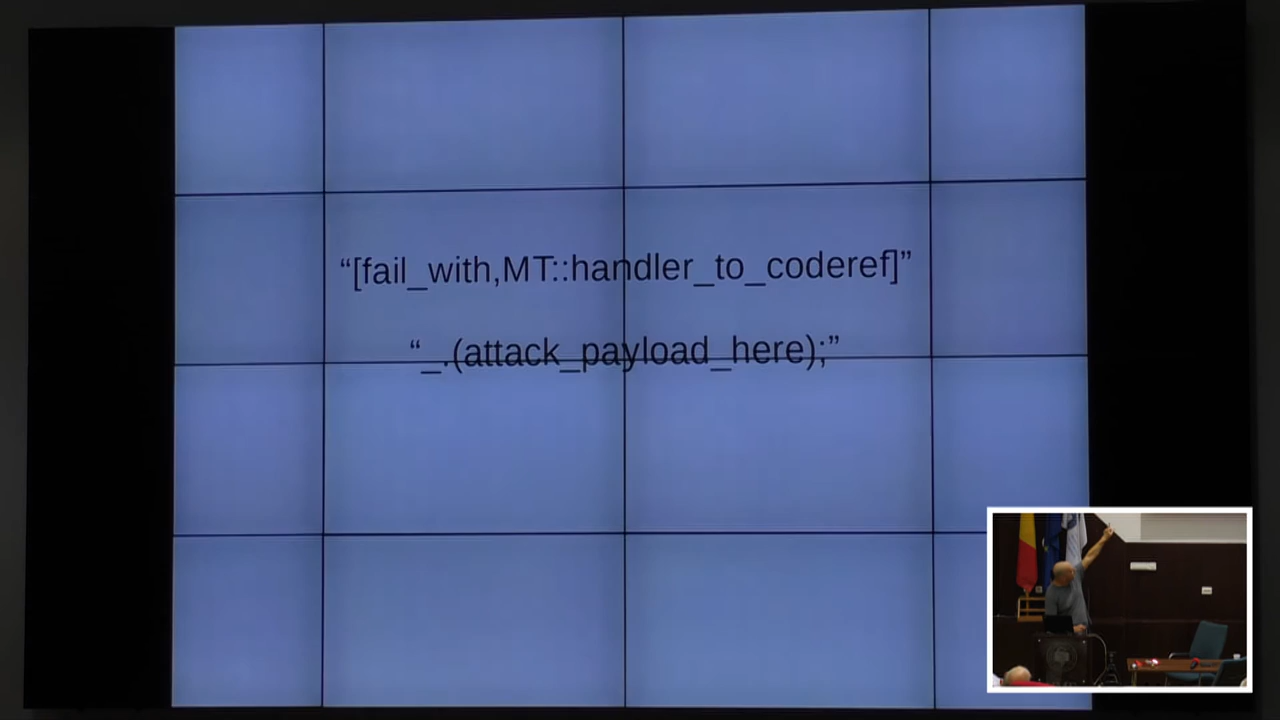 “[fail_with,MT::handler_to_coderef]”
“_.(attack_payload_here);”